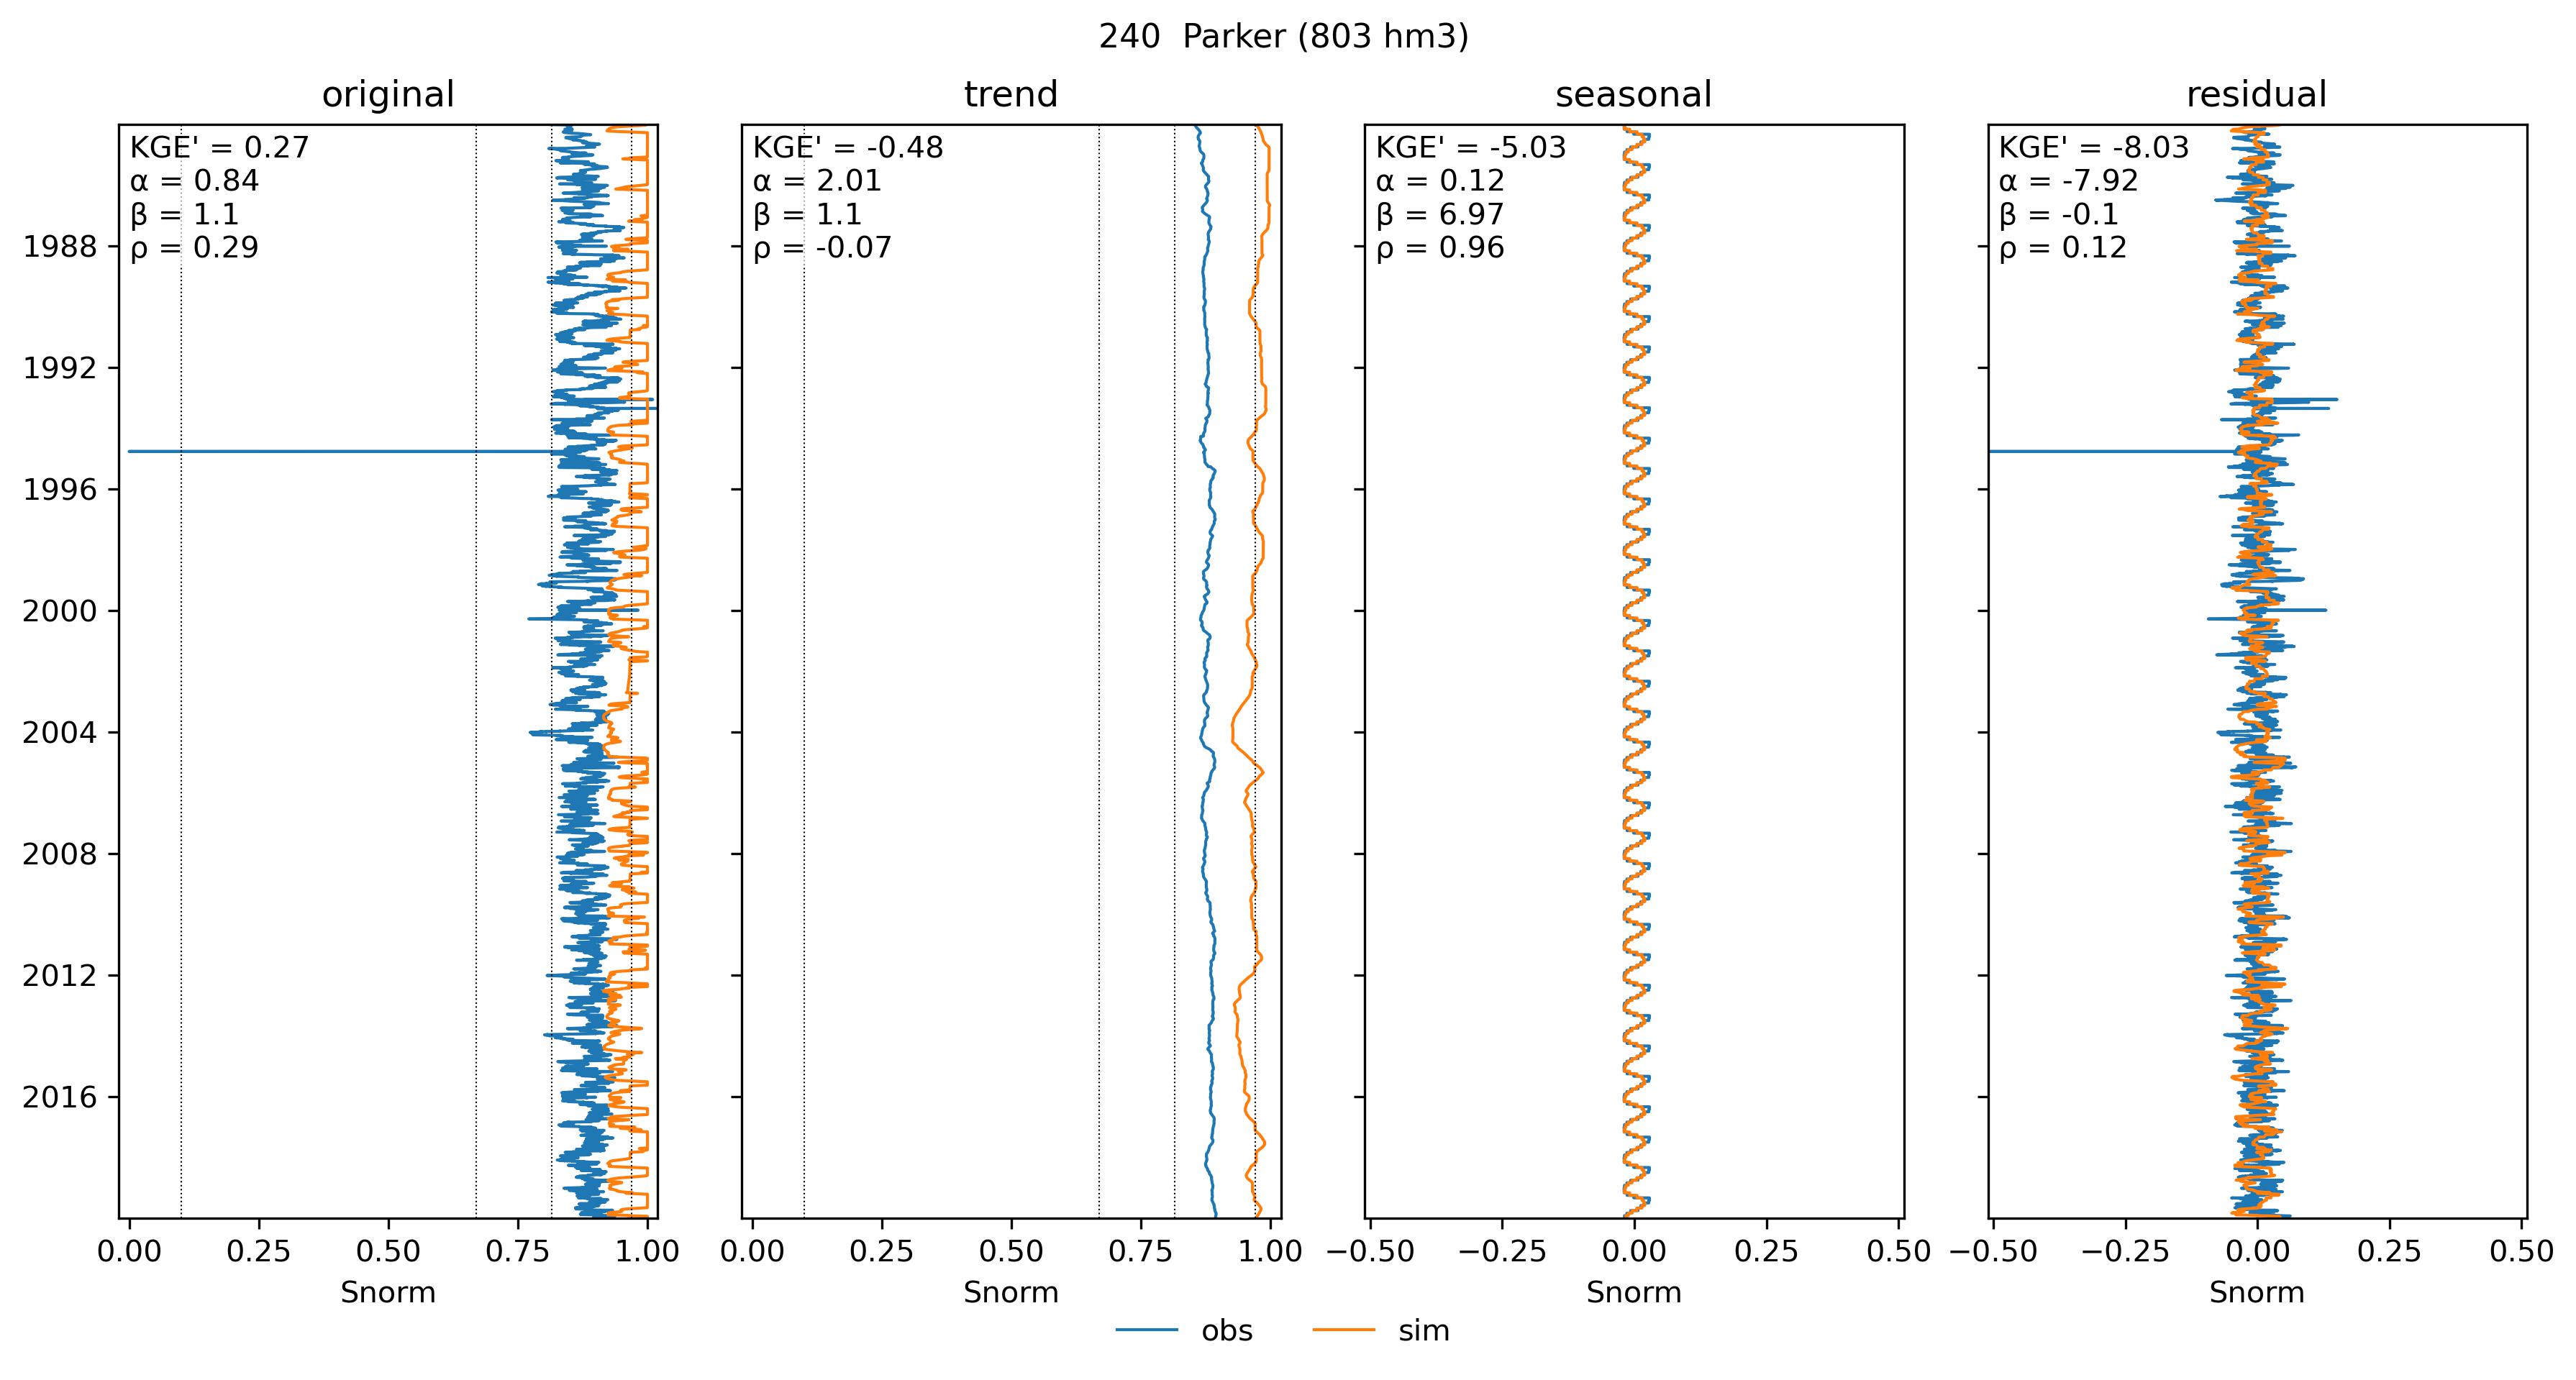 240  Parker (803 hm3)
original
KGE' = 0.27
α = 0.84
β = 1.1
ρ = 0.29
1988
1992
1996
2000
2004
2008
2012
2016
0.00 0.25 0.50 0.75 1.00
Snorm
trend
KGE' = -0.48
α = 2.01
β = 1.1
ρ = -0.07
0.00 0.25 0.50 0.75 1.00
Snorm
seasonal
KGE' = -5.03
α = 0.12
β = 6.97
ρ = 0.96
−0.50 −0.25 0.00 0.25 0.50
Snorm
residual
KGE' = -8.03
α = -7.92
β = -0.1
ρ = 0.12
−0.50 −0.25 0.00 0.25 0.50
Snorm
obs sim